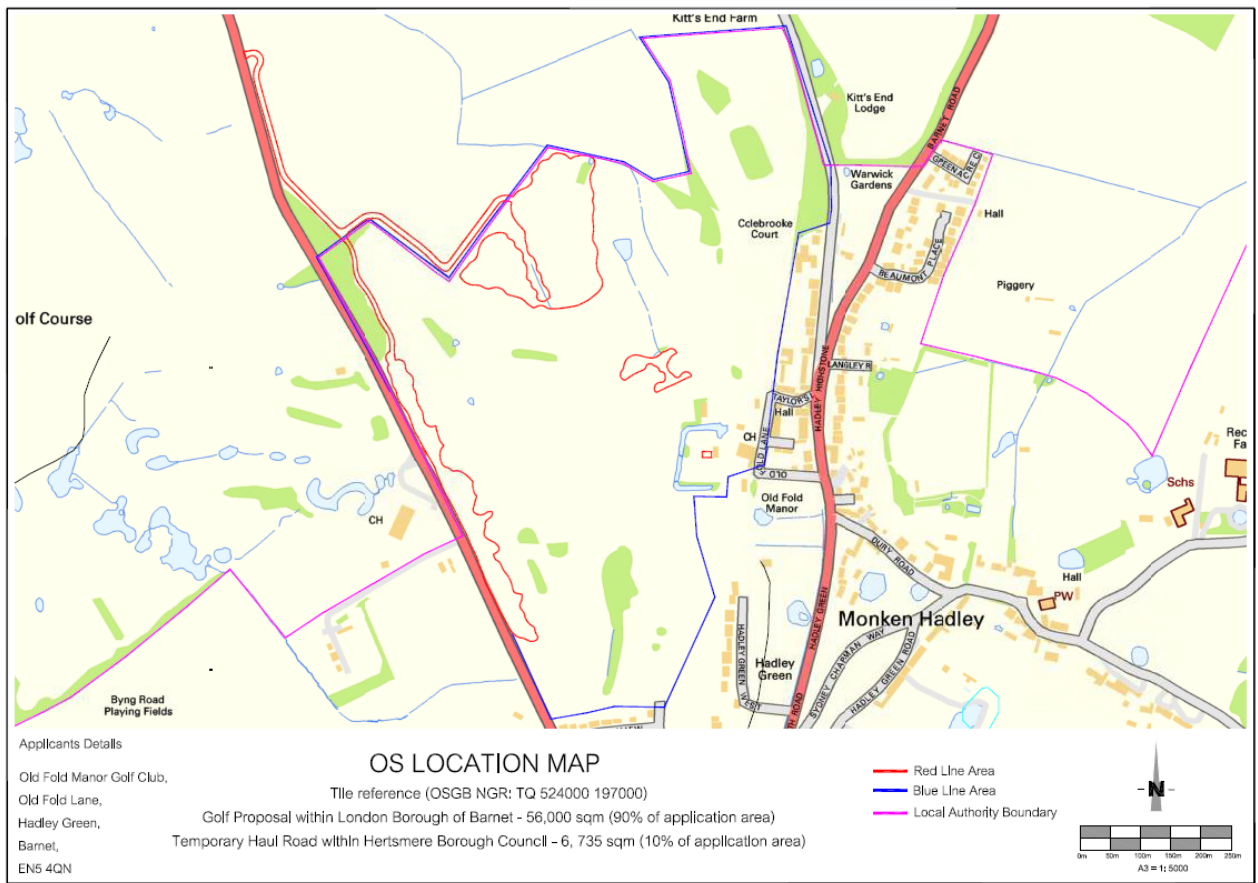 Kitt's End Farm
Kitt's End
Lodge
BARNET ROAD
GREENACRE C
Warwick
Gardens
Hall
Cclebrooke
Court
BEAUMONT PLACE
Piggery
olf Course
HADLEY HIGHSTONE
LANGLEY R
TAYLOR'S
Hall
CH
OLD LANE
OLD
Rec
Fa
Schs
Old Fold
Manor
CH
DURY ROAD
Hall
PW
Monken Hadley
HADLEY GREEN
HADLEY GREEN WEST
Hadley
Green
SYDNEY CHAPMAN WAY
HADLEY GREEN ROAD
TH ROAD
Byng Road
Playing Fields
Applicants Details
Old Fold Manor Golf Club,
Old Fold Lane,
Hadley Green,
Barnet,
EN5 4QN
OS LOCATION MAP
Tile reference (OSGB NGR: TQ 524000 197000)
Golf Proposal within London Borough of Barnet - 56,000 sqm (90% of application area)
Temporary Haul Road within Hertsmere Borough Council - 6, 735 sqm (10% of application area)
Red Line Area
Blue Line Area
Local Authority Boundary
N
0m 50m 100m 150m 200m 250m
A3 = 1: 5000